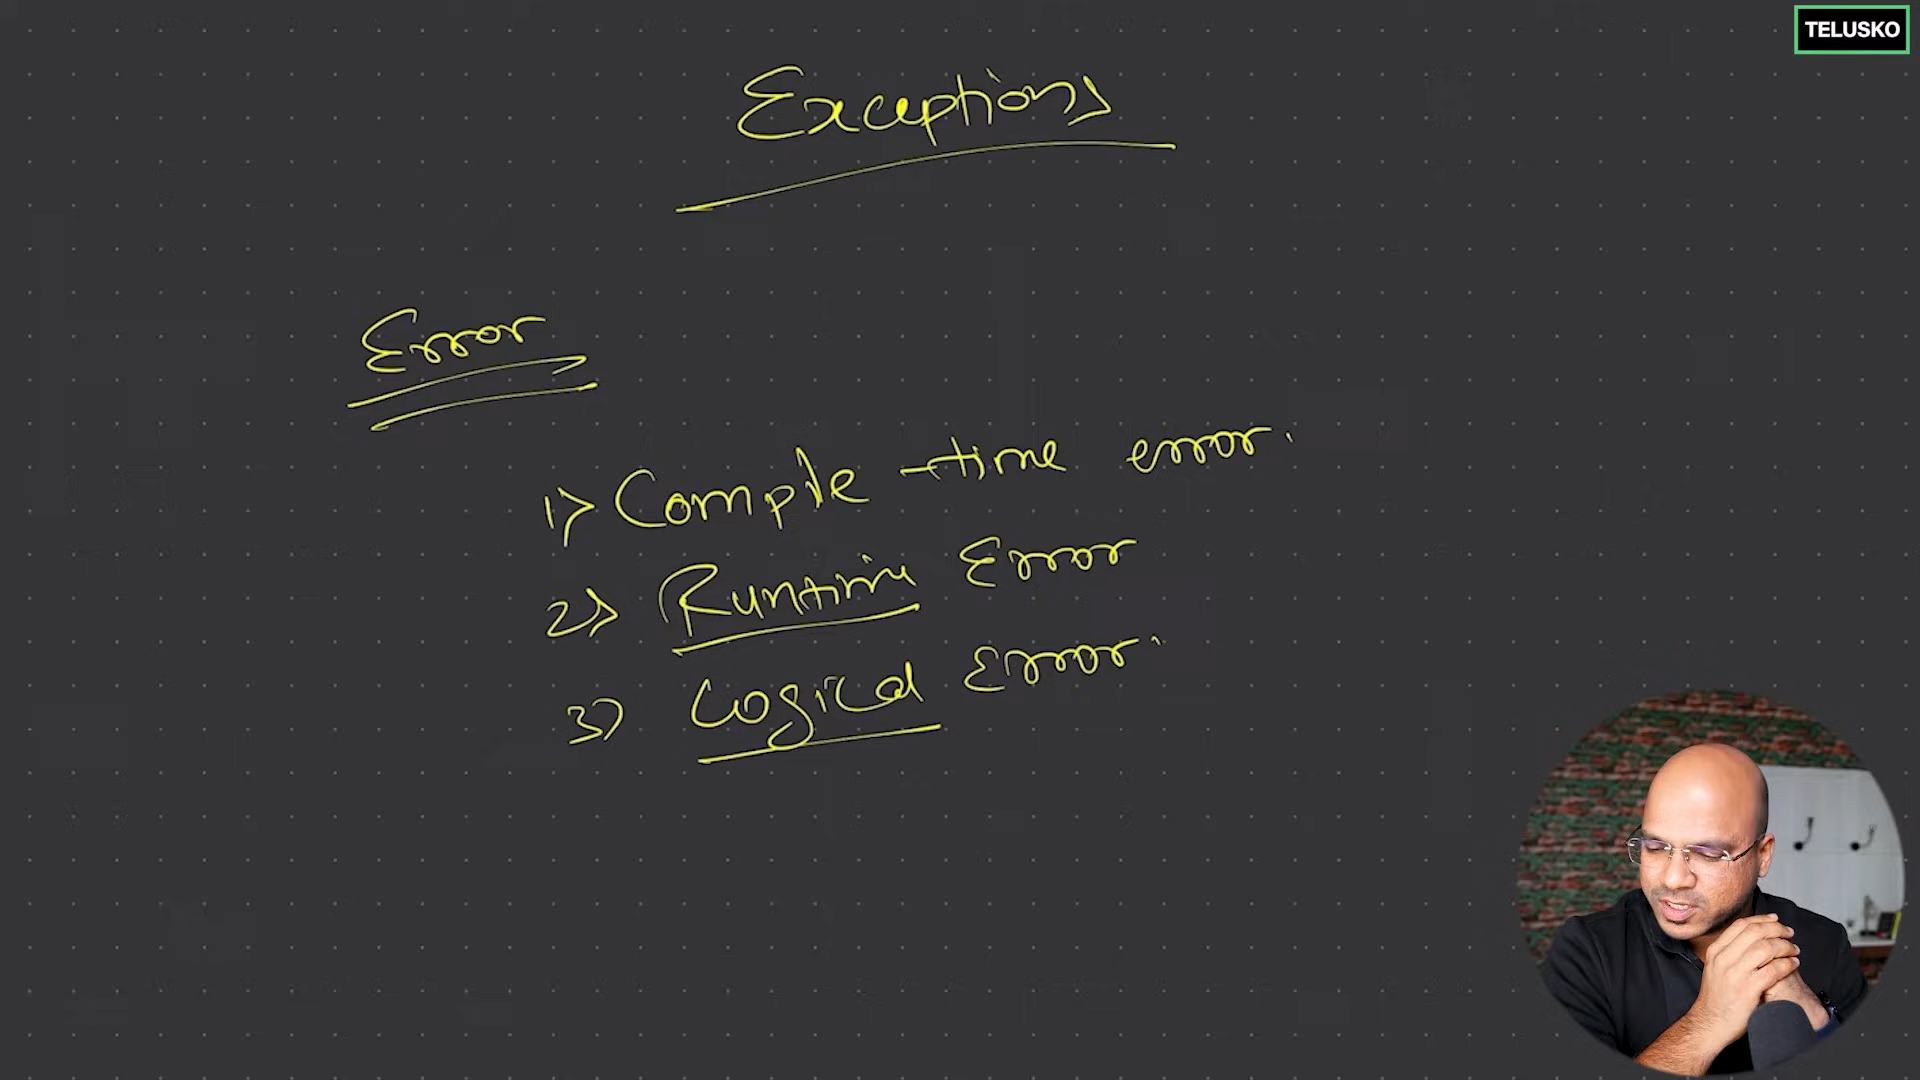 TELUSKO
Exceptions
Error
1) Compile-time error.
2) Runtime Error
3) Logical Error.